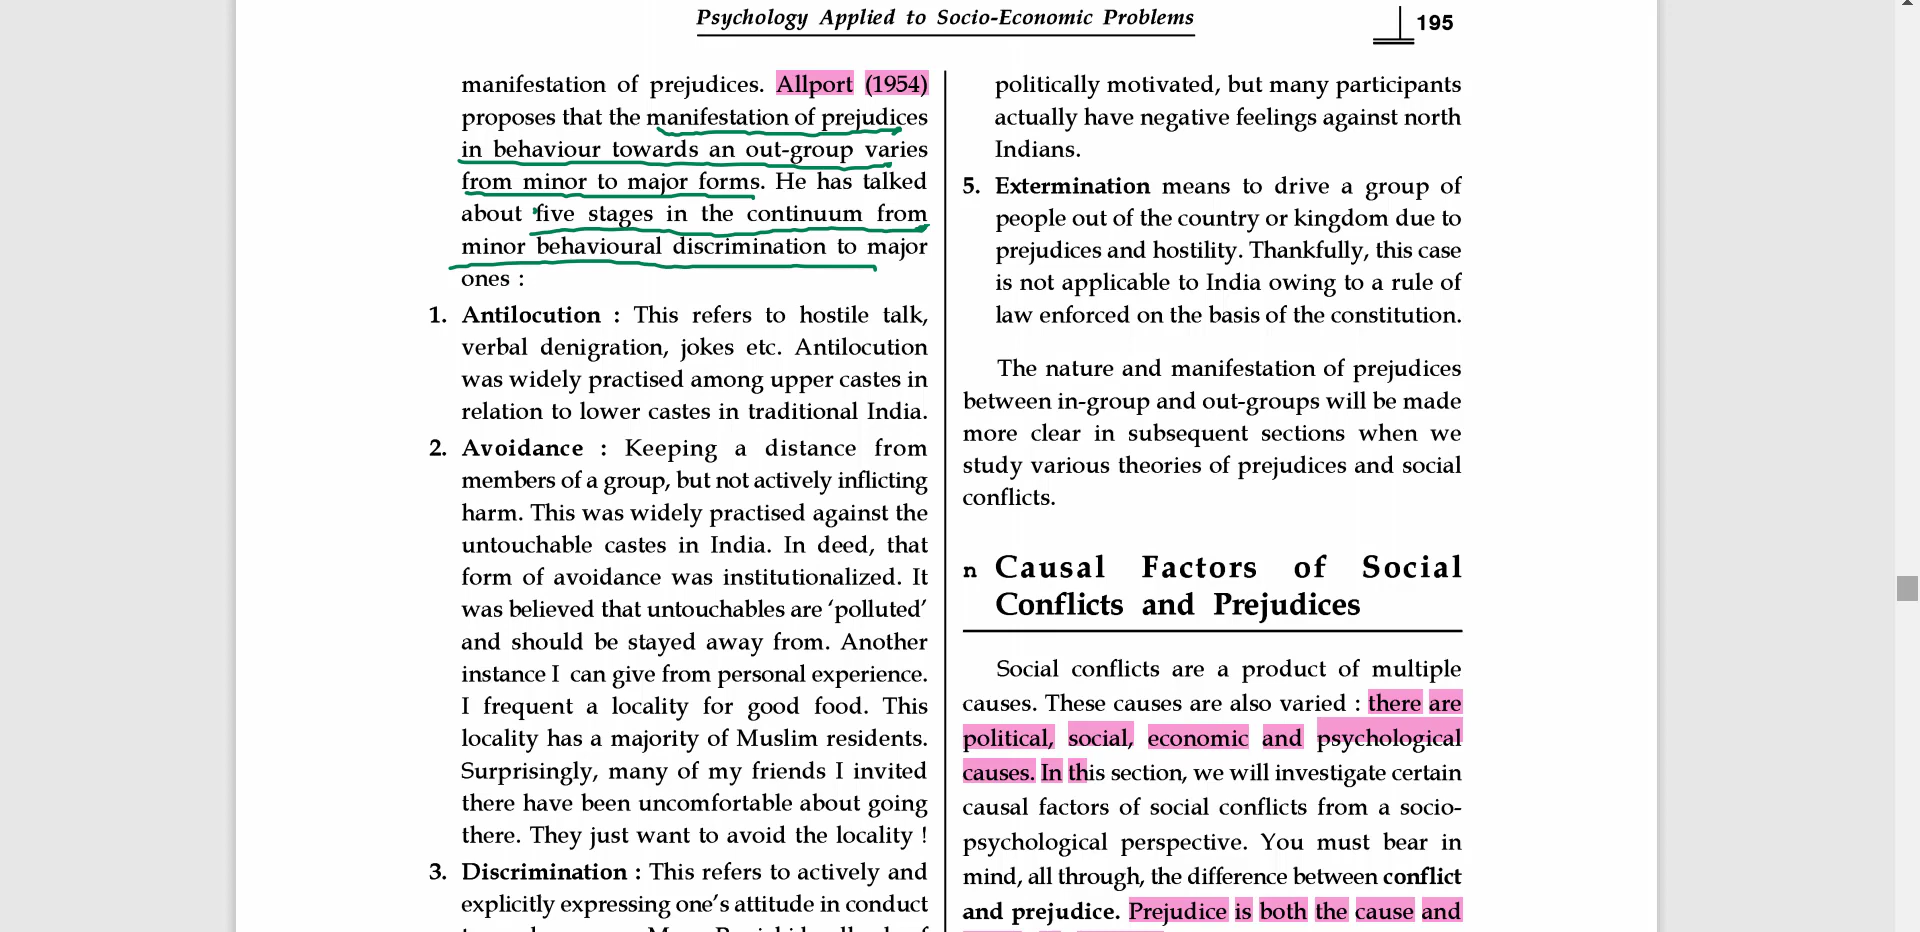 Psychology Applied to Socio-Economic Problems
195
manifestation of prejudices. Allport (1954)
proposes that the manifestation of prejudices
in behaviour towards an out-group varies
from minor to major forms. He has talked
about five stages in the continuum from
minor behavioural discrimination to major
ones :
1. Antilocution : This refers to hostile talk,
verbal denigration, jokes etc. Antilocution
was widely practised among upper castes in
relation to lower castes in traditional India.
2. Avoidance : Keeping a distance from
members of a group, but not actively inflicting
harm. This was widely practised against the
untouchable castes in India. In deed, that
form of avoidance was institutionalized. It
was believed that untouchables are ‘polluted’
and should be stayed away from. Another
instance I can give from personal experience.
I frequent a locality for good food. This
locality has a majority of Muslim residents.
Surprisingly, many of my friends I invited
there have been uncomfortable about going
there. They just want to avoid the locality !
3. Discrimination : This refers to actively and
explicitly expressing one’s attitude in conduct
politically motivated, but many participants
actually have negative feelings against north
Indians.
5. Extermination means to drive a group of
people out of the country or kingdom due to
prejudices and hostility. Thankfully, this case
is not applicable to India owing to a rule of
law enforced on the basis of the constitution.
The nature and manifestation of prejudices
between in-group and out-groups will be made
more clear in subsequent sections when we
study various theories of prejudices and social
conflicts.
n Causal Factors of Social
Conflicts and Prejudices
Social conflicts are a product of multiple
causes. These causes are also varied : there are
political, social, economic and psychological
causes. In this section, we will investigate certain
causal factors of social conflicts from a socio-
psychological perspective. You must bear in
mind, all through, the difference between conflict
and prejudice. Prejudice is both the cause and